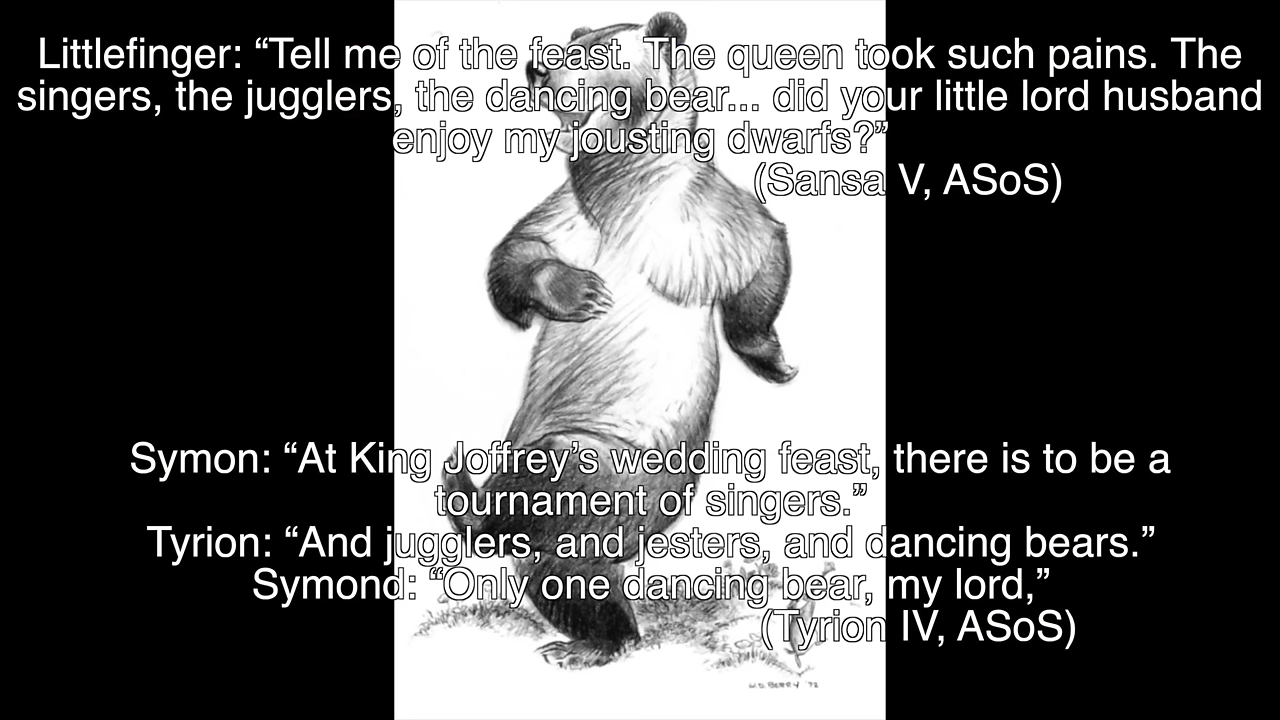 Littlefinger: “Tell me of the feast. The queen took such pains. The
singers, the jugglers, the dancing bear... did your little lord husband
enjoy my jousting dwarfs?”
(Sansa V, ASoS)
Symon: “At King Joffrey’s wedding feast, there is to be a
tournament of singers.”
Tyrion: “And jugglers, and jesters, and dancing bears.”
Symond: “Only one dancing bear, my lord,”
(Tyrion IV, ASoS)
W.D. BERRY '72